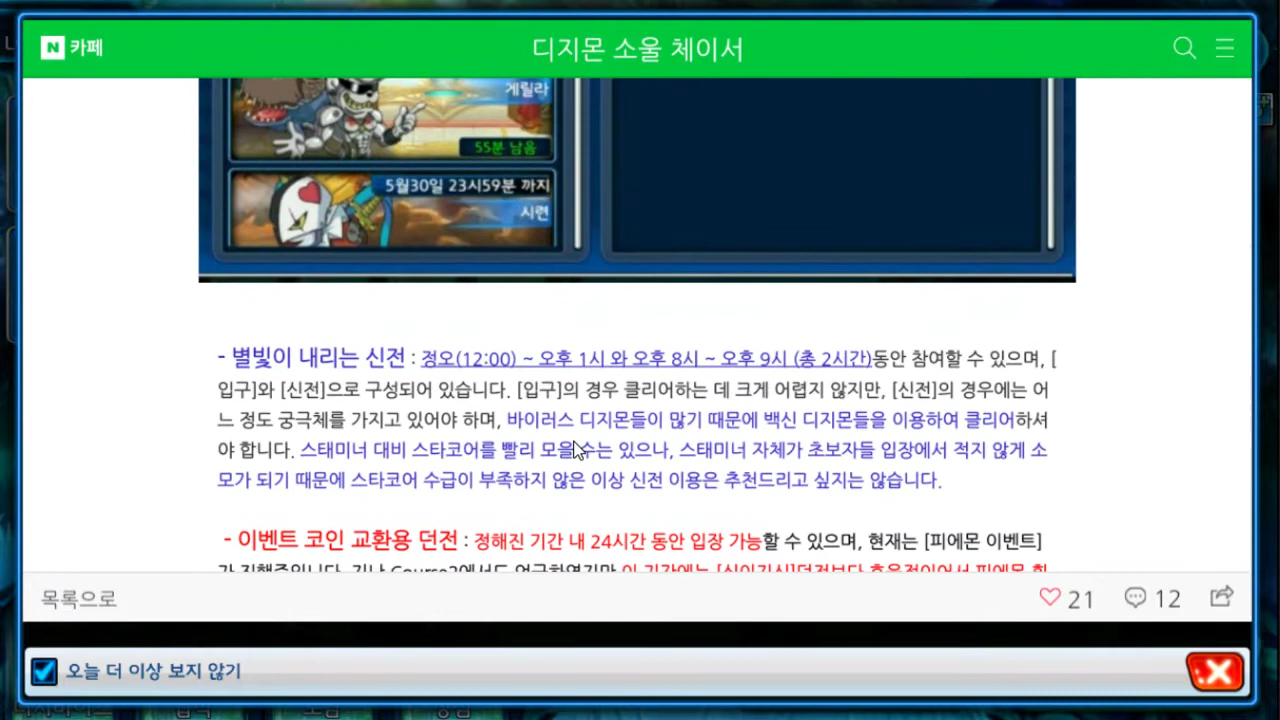 N 카페
디지몬 소울 체이서
게릴라
55분 남음
5월30일 23시59분 까지
시련
- 별빛이 내리는 신전 : 정오(12:00) ~ 오후 1시 와 오후 8시 ~ 오후 9시 (총 2시간)동안 참여할 수 있으며, [
입구]와 [신전]으로 구성되어 있습니다. [입구]의 경우 클리어하는 데 크게 어렵지 않지만, [신전]의 경우에는 어
느 정도 궁극체를 가지고 있어야 하며, 바이러스 디지몬들이 많기 때문에 백신 디지몬들을 이용하여 클리어하셔
야 합니다. 스태미너 대비 스타코어를 빨리 모을 수는 있으나, 스태미너 자체가 초보자들 입장에서 적지 않게 소
모가 되기 때문에 스타코어 수급이 부족하지 않은 이상 신전 이용은 추천드리고 싶지는 않습니다.
- 이벤트 코인 교환용 던전 : 정해진 기간 내 24시간 동안 입장 가능할 수 있으며, 현재는 [피에몬 이벤트]
목록으로
21
12
오늘 더 이상 보지 않기